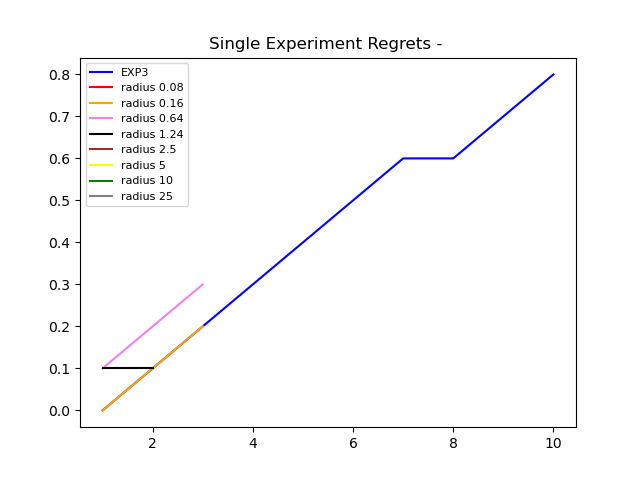 Single Experiment Regrets -
EXP3
radius 0.08
radius 0.16
radius 0.64
radius 1.24
radius 2.5
radius 5
radius 10
radius 25
0.8
0.7
0.6
0.5
0.4
0.3
0.2
0.1
0.0
2 4 6 8 10